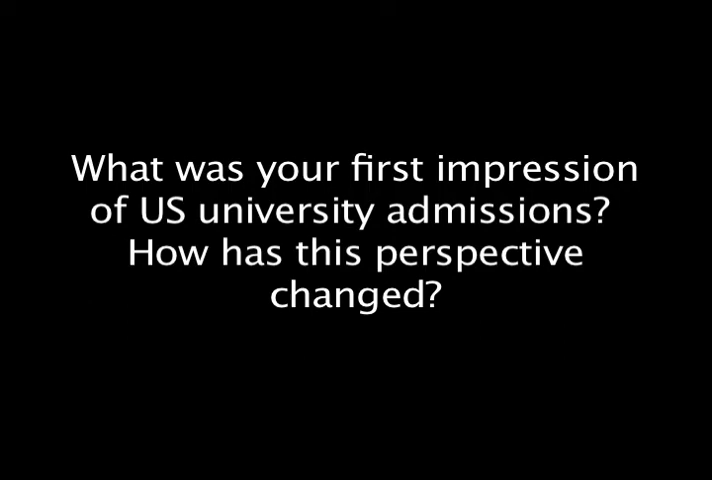 What was your first impression
of US university admissions?
How has this perspective
changed?